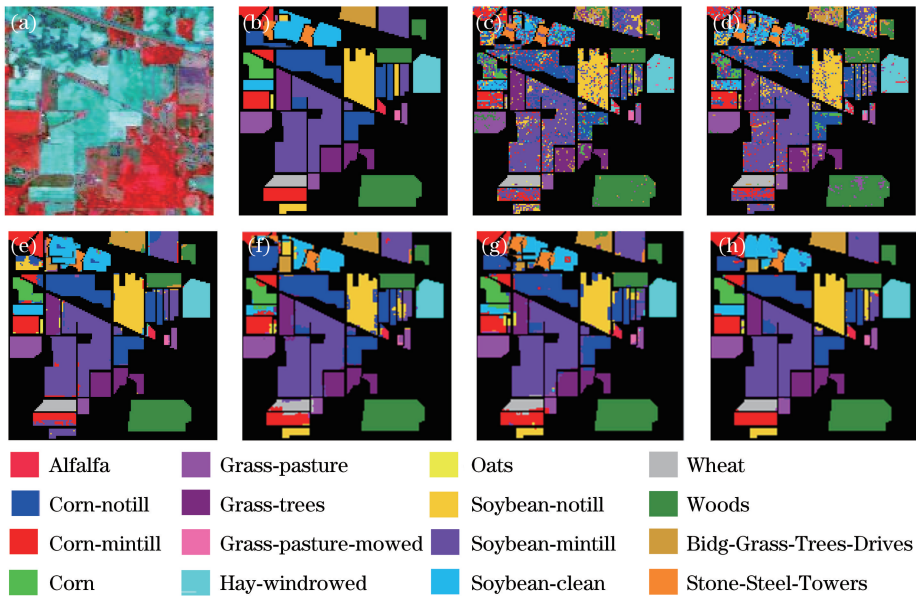 (a) (b) (c) (d)
(e) (f) (g) (h)
Alfalfa Grass-pasture Oats Wheat
Corn-notill Grass-trees Soybean-notill Woods
Corn-mintill Grass-pasture-mowed Soybean-mintill Bidg-Grass-Trees-Drives
Corn Hay-windrowed Soybean-clean Stone-Steel-Towers